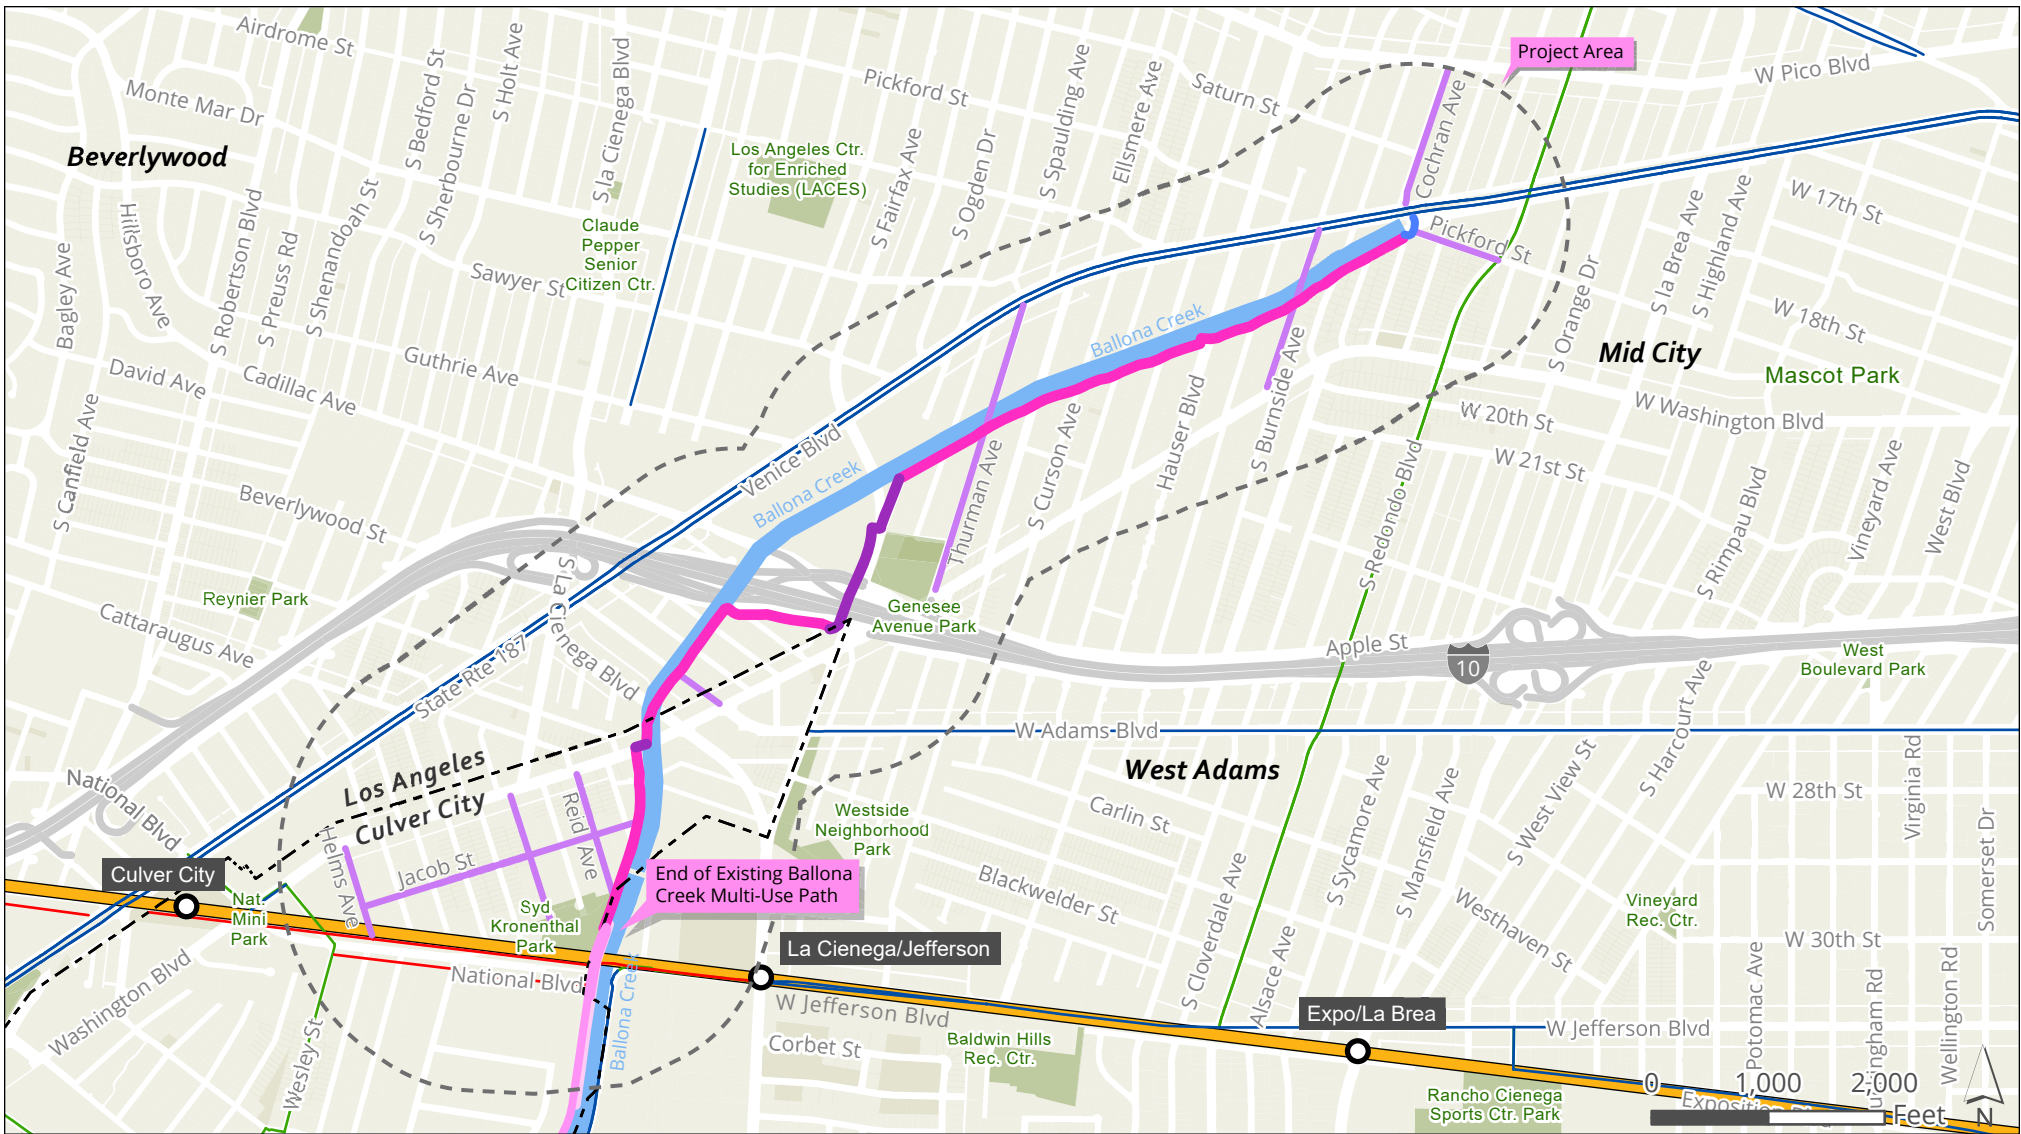 Airdrome St
Monte Mar Dr
S Bedford St
S Sherbourne Dr
S Holt Ave
S la Cienega Blvd
Pickford St
Saturn St
S Spaulding Ave
Ellsmere Ave
Project Area
W Pico Blvd
Beverlywood
Los Angeles Ctr.
for Enriched
Studies (LACES)
S Fairfax Ave
S Ogden Dr
Cochran Ave
W 17th St
Bagley Ave
Hillsboro Ave
S Robertson Blvd
S Preuss Rd
S Shenandoah St
Claude
Pepper
Senior
Citizen Ctr.
Sawyer St
Pickford St
S la Brea Ave
S Highland Ave
S Orange Dr
W 18th St
Ballona Creek
Mid City
Mascot Park
David Ave
Cadillac Ave
Guthrie Ave
S Canfield Ave
Venice Blvd
Ballona Creek
Thurman Ave
S Curson Ave
Hauser Blvd
S Burnside Ave
W 20th St
W Washington Blvd
W 21st St
S Redondo Blvd
S Rimpau Blvd
Vineyard Ave
West Blvd
Beverlywood St
Reynier Park
Cattaraugus Ave
S La Cienega Blvd
State Rte 187
Genesee
Avenue Park
Apple St
10
West
Boulevard Park
S Harcourt Ave
W Adams Blvd
West Adams
National Blvd
Los Angeles
Culver City
Helms Ave
Jacob St
Reid Ave
Westside
Neighborhood
Park
Carlin St
S Sycamore Ave
S Mansfield Ave
S West View St
W 28th St
Virginia Rd
Somerset Dr
Culver City
Nat.
Mini
Park
Syd
Kronenthal
Park
End of Existing Ballona
Creek Multi-Use Path
Blackwelder St
S Cloverdale Ave
Alsace Ave
Westhaven St
Vineyard
Rec. Ctr.
W 30th St
La Cienega/Jefferson
National Blvd
Ballona Creek
Washington Blvd
Wesley St
W Jefferson Blvd
Corbet St
Baldwin Hills
Rec. Ctr.
Expo/La Brea
W Jefferson Blvd
Potomac Ave
Wellington Rd
Rancho Cienega
Sports Ctr. Park
0 1,000 2,000
Feet
N